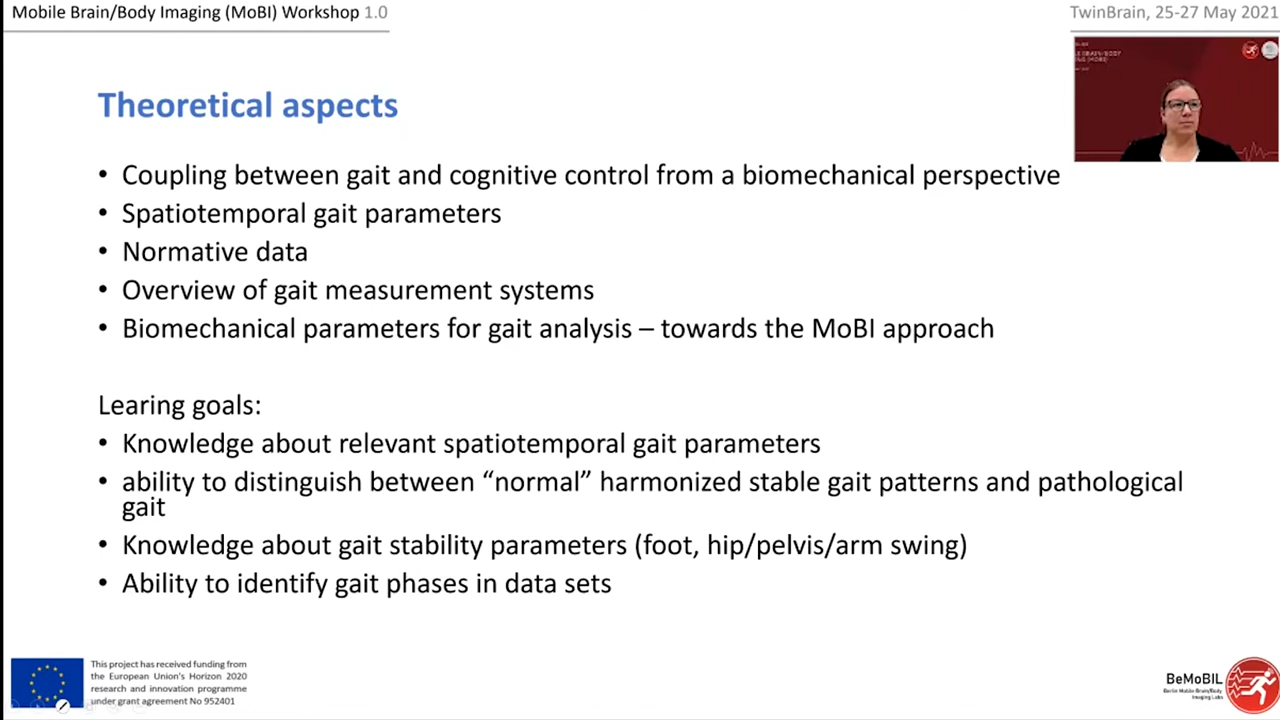 Mobile Brain/Body Imaging (MoBI) Workshop 1.0
TwinBrain, 25-27 May 2021
Theoretical aspects
• Coupling between gait and cognitive control from a biomechanical perspective
• Spatiotemporal gait parameters
• Normative data
• Overview of gait measurement systems
• Biomechanical parameters for gait analysis – towards the MoBI approach
Learing goals:
• Knowledge about relevant spatiotemporal gait parameters
• ability to distinguish between “normal” harmonized stable gait patterns and pathological
gait
• Knowledge about gait stability parameters (foot, hip/pelvis/arm swing)
• Ability to identify gait phases in data sets
This project has received funding from
the European Union's Horizon 2020
research and innovation programme
under grant agreement No 952401
BeMoBIL
Berlin Mobile Brain/Body
Imaging Labs